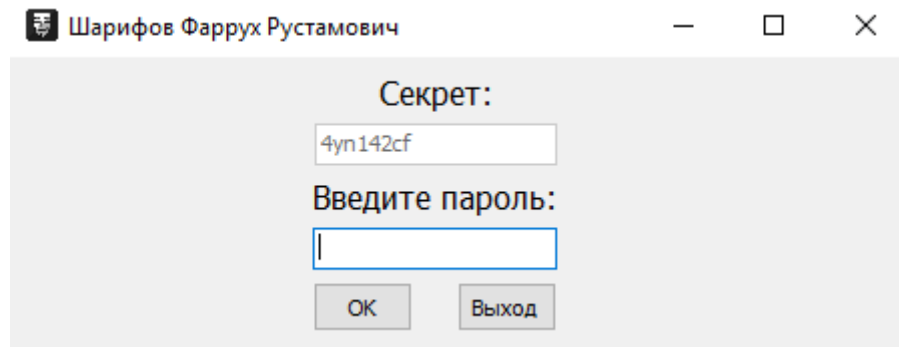 Шарифов Фаррух Рустамович
Секрет:
4yn142cf
Введите пароль:
OK Выход